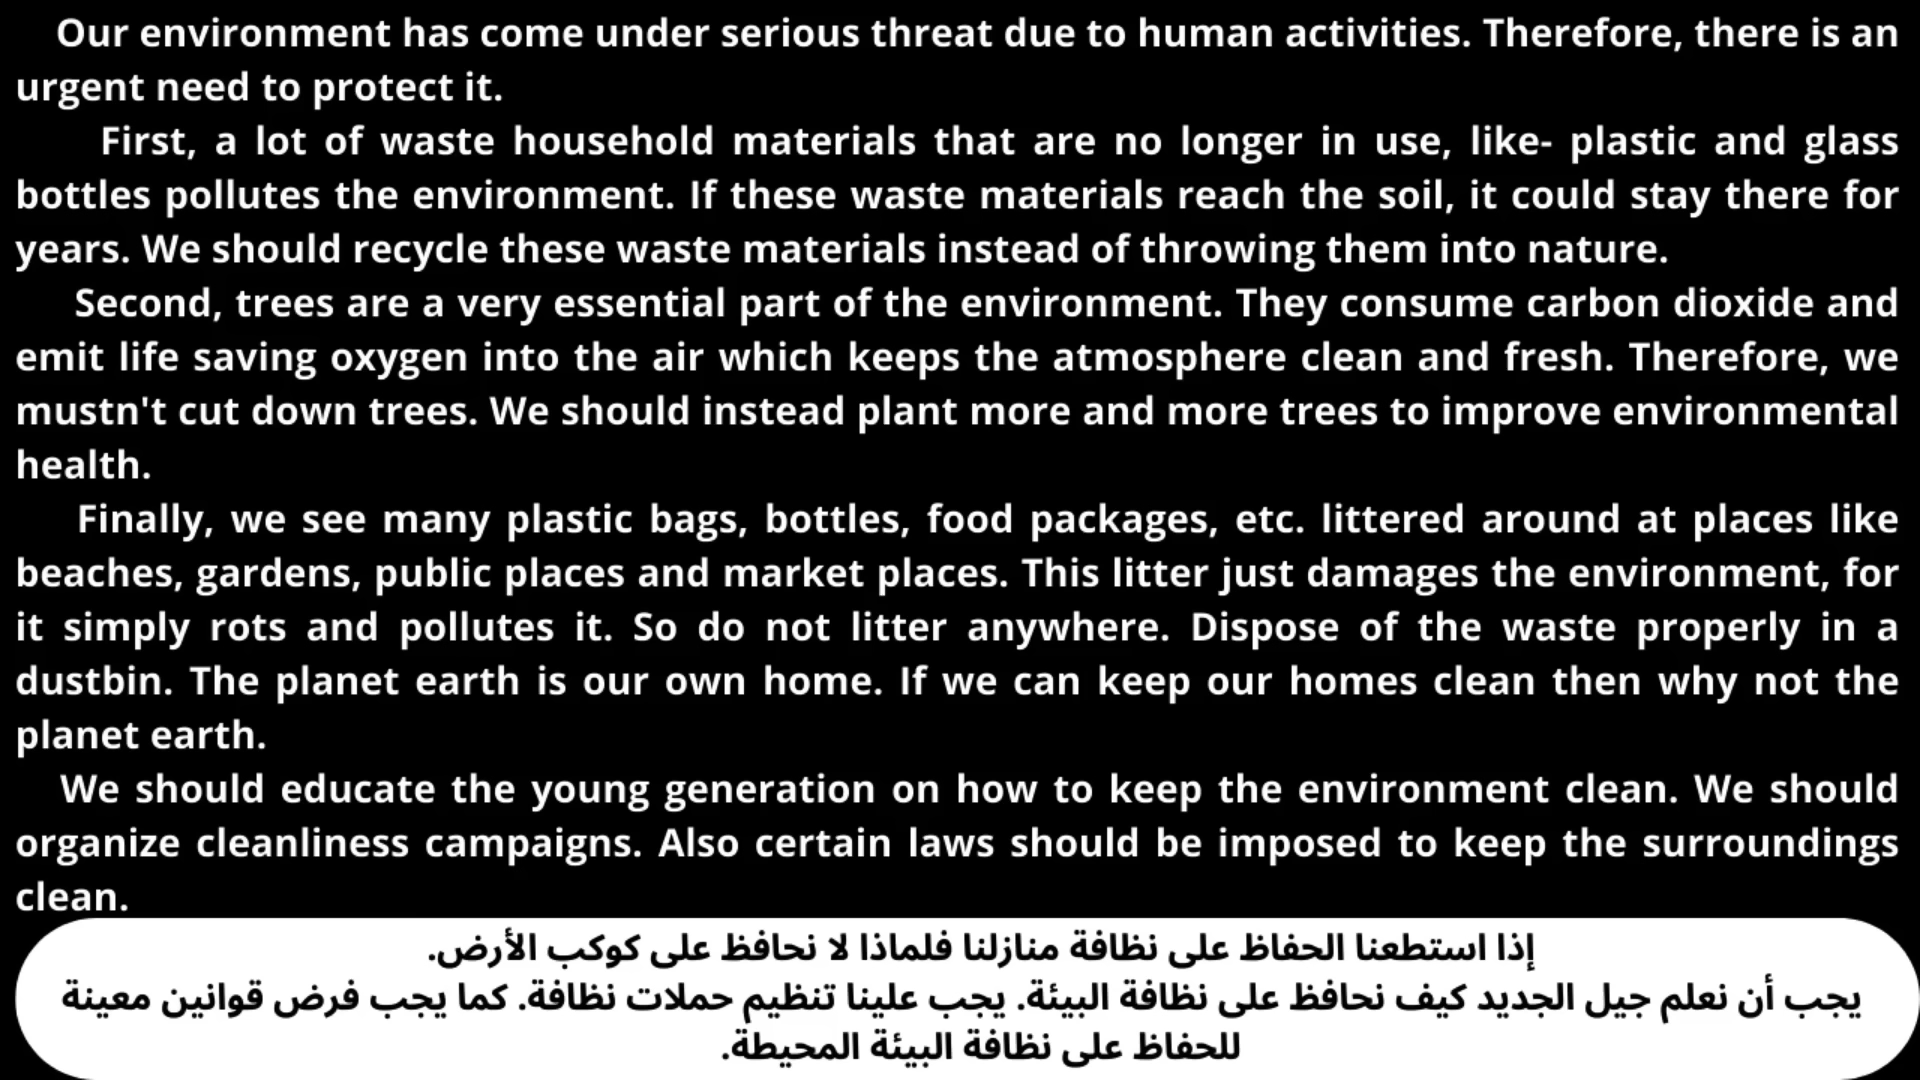 Our environment has come under serious threat due to human activities. Therefore, there is an
urgent need to protect it.
First, a lot of waste household materials that are no longer in use, like- plastic and glass
bottles pollutes the environment. If these waste materials reach the soil, it could stay there for
years. We should recycle these waste materials instead of throwing them into nature.
Second, trees are a very essential part of the environment. They consume carbon dioxide and
emit life saving oxygen into the air which keeps the atmosphere clean and fresh. Therefore, we
mustn't cut down trees. We should instead plant more and more trees to improve environmental
health.
Finally, we see many plastic bags, bottles, food packages, etc. littered around at places like
beaches, gardens, public places and market places. This litter just damages the environment, for
it simply rots and pollutes it. So do not litter anywhere. Dispose of the waste properly in a
dustbin. The planet earth is our own home. If we can keep our homes clean then why not the
planet earth.
We should educate the young generation on how to keep the environment clean. We should
organize cleanliness campaigns. Also certain laws should be imposed to keep the surroundings
clean.
إذا استطعنا الحفاظ على نظافة منازلنا فلماذا لا نحافظ على كوكب الأرض.
يجب أن نعلم جيل الجديد كيف نحافظ على نظافة البيئة. يجب علينا تنظيم حملات نظافة. كما يجب فرض قوانين معينة
للحفاظ على نظافة البيئة المحيطة.